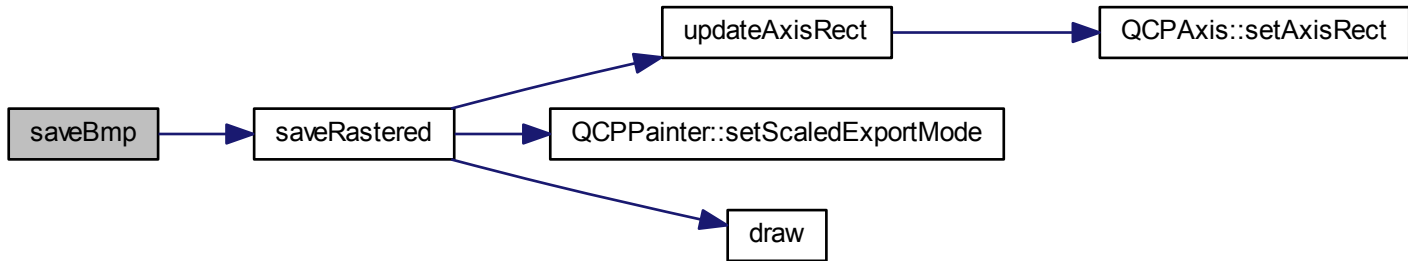 updateAxisRect
QCPAxis::setAxisRect
saveBmp
saveRastered
QCPPainter::setScaledExportMode
draw